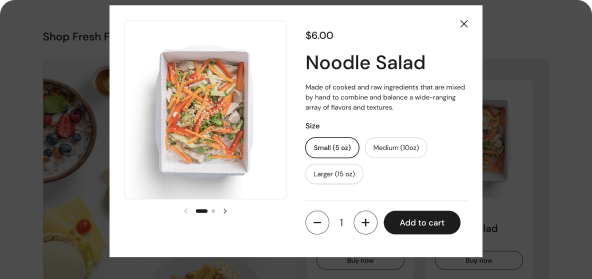 Shop Fresh F
$6.00
Noodle Salad
Made of cooked and raw ingredients that are mixed
by hand to combine and balance a wide-ranging
array of flavors and textures.
Size
Small (5 oz)
Medium (10oz)
Larger (15 oz)
1
Add to cart
lad
Buy now
Buy now